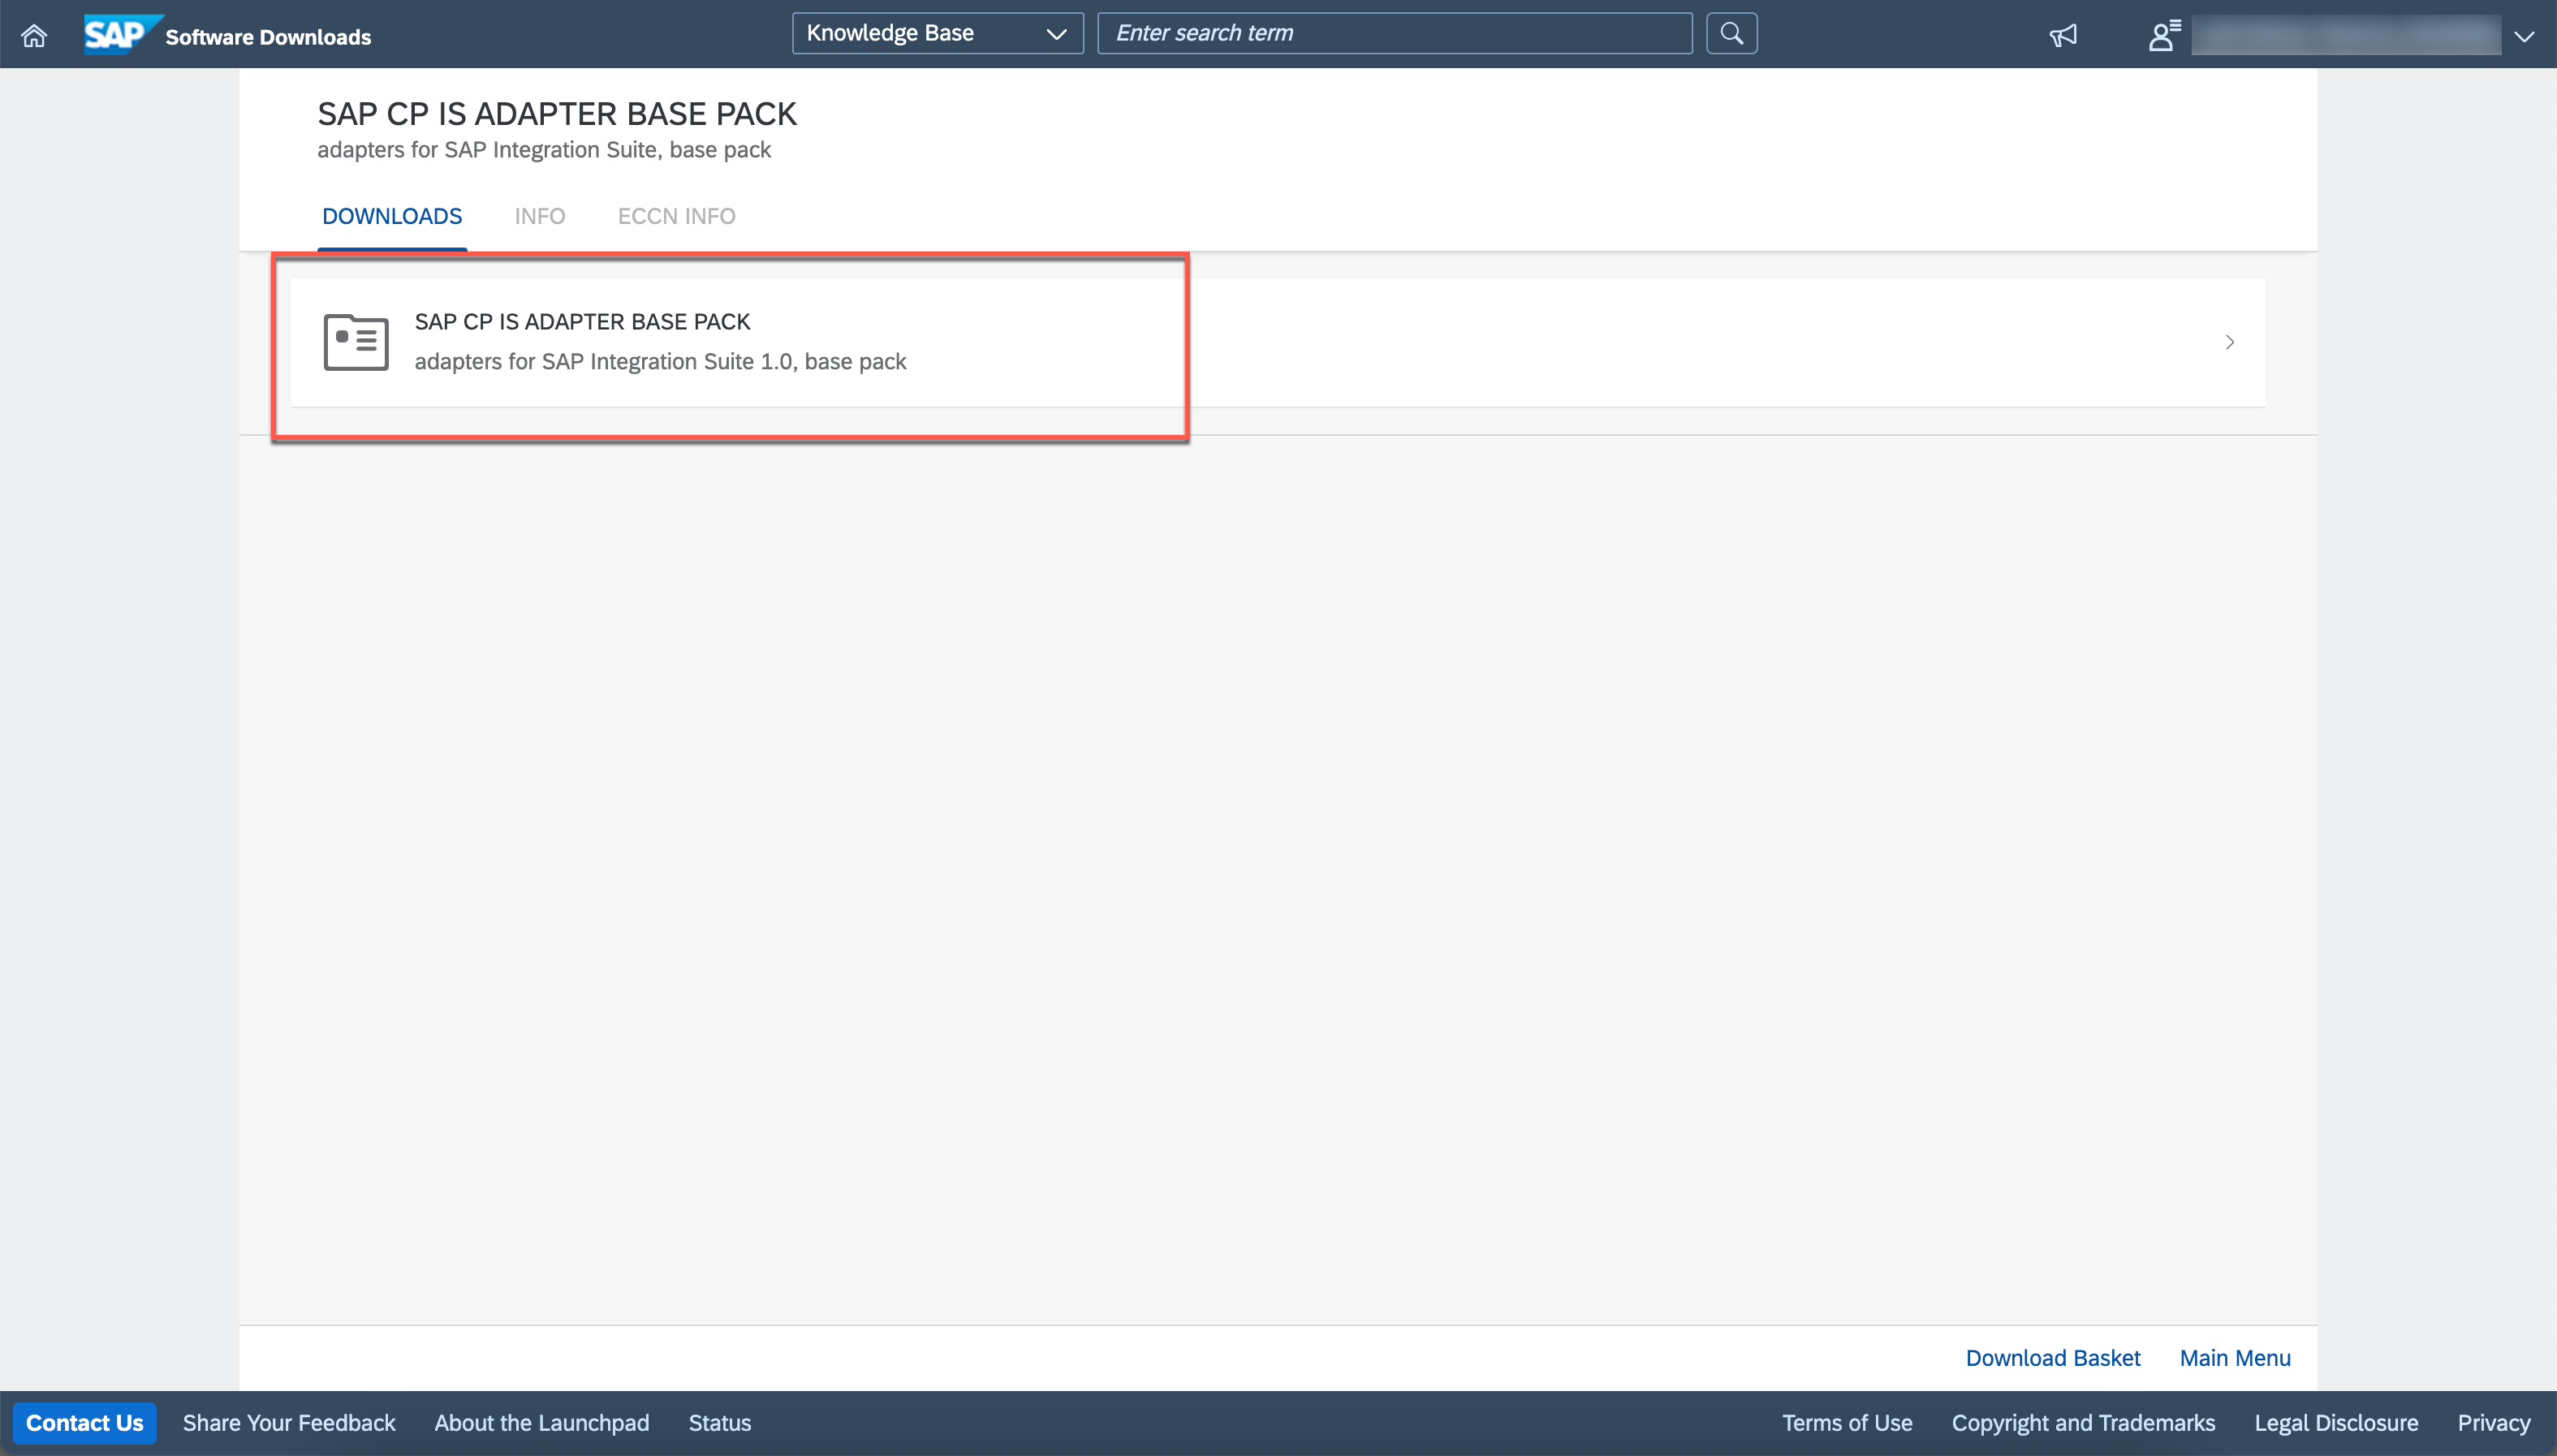 SAP Software Downloads
Knowledge Base
Enter search term
SAP CP IS ADAPTER BASE PACK
adapters for SAP Integration Suite, base pack
DOWNLOADS INFO ECCN INFO
SAP CP IS ADAPTER BASE PACK
adapters for SAP Integration Suite 1.0, base pack
Download Basket Main Menu
Contact Us Share Your Feedback About the Launchpad Status Terms of Use Copyright and Trademarks Legal Disclosure Privacy